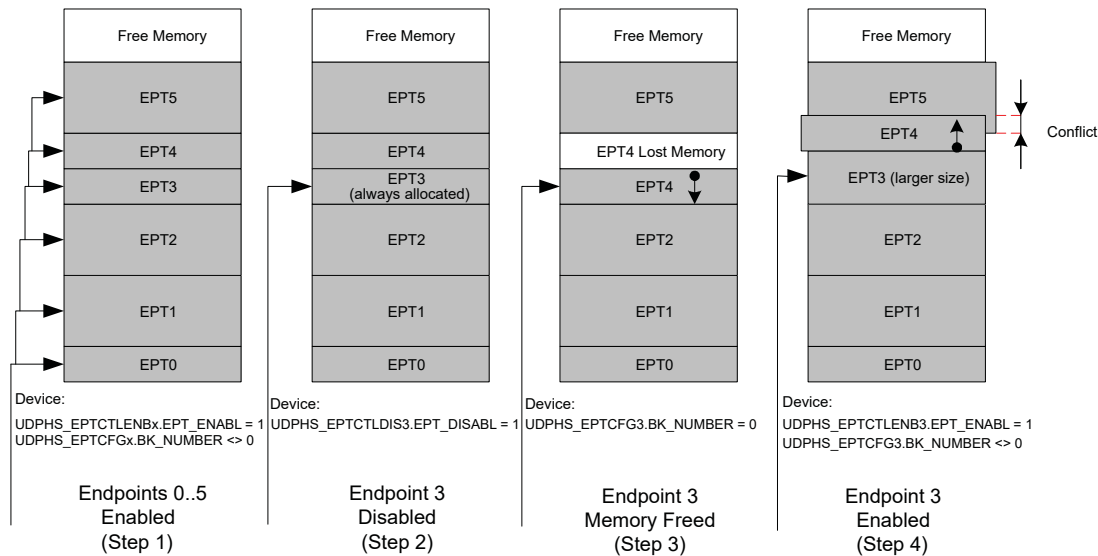 Free Memory
EPT5
EPT4
EPT3
EPT2
EPT1
EPT0
Device:
UDPHS_EPTCTLENBx.EPT_ENABL = 1
UDPHS_EPTCFGx.BK_NUMBER <> 0
Endpoints 0..5
Enabled
(Step 1)
Free Memory
EPT5
EPT4
EPT3
(always allocated)
EPT2
EPT1
EPT0
Device:
UDPHS_EPTCTLDIS3.EPT_DISABL = 1
Endpoint 3
Disabled
(Step 2)
Free Memory
EPT5
EPT4 Lost Memory
EPT4
EPT2
EPT1
EPT0
Device:
UDPHS_EPTCFG3.BK_NUMBER = 0
Endpoint 3
Memory Freed
(Step 3)
Free Memory
EPT5
EPT4
Conflict
EPT3 (larger size)
EPT2
EPT1
EPT0
Device:
UDPHS_EPTCTLENB3.EPT_ENABL = 1
UDPHS_EPTCFG3.BK_NUMBER <> 0
Endpoint 3
Enabled
(Step 4)